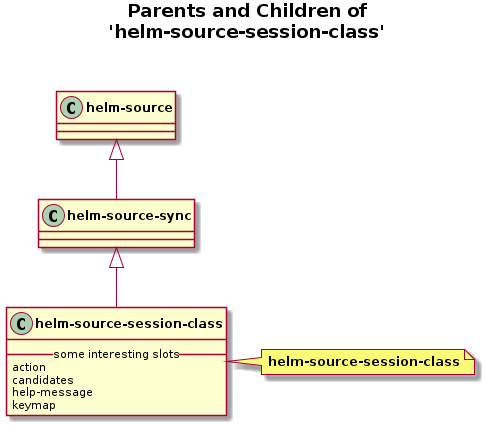 Parents and Children of
'helm-source-session-class'
C helm-source
C helm-source-sync
C helm-source-session-class
some interesting slots
action
candidates
help-message
keymap
helm-source-session-class